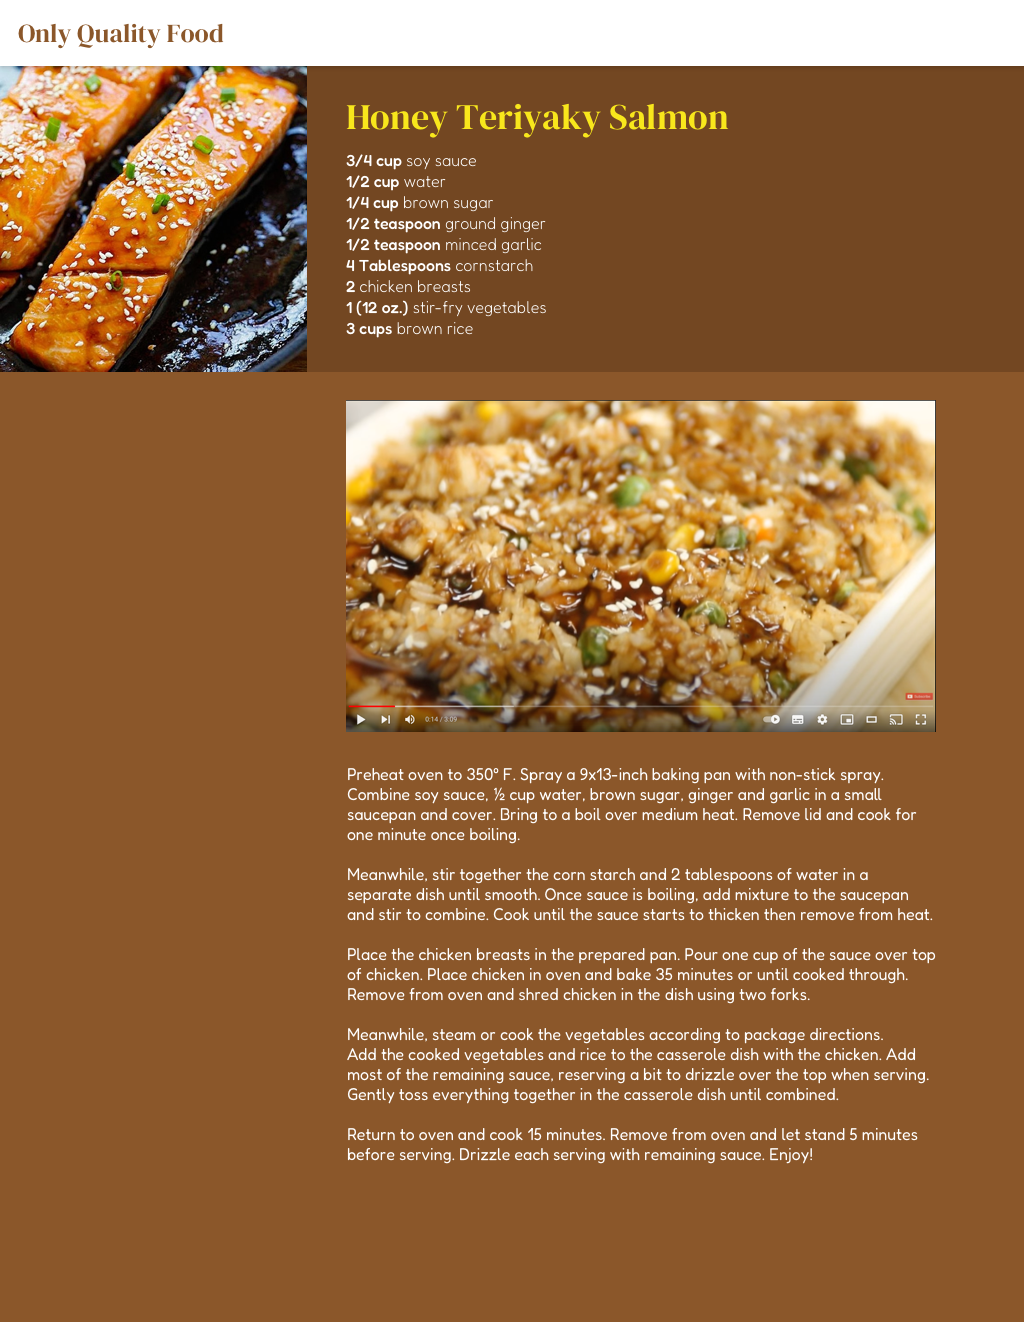 Only Quality Food
Honey Teriyaky Salmon
3/4 cup soy sauce
1/2 cup water
1/4 cup brown sugar
1/2 teaspoon ground ginger
1/2 teaspoon minced garlic
4 Tablespoons cornstarch
2 chicken breasts
1 (12 oz.) stir-fry vegetables
3 cups brown rice
Subscribe
0:14 / 3:09
Preheat oven to 350° F. Spray a 9x13-inch baking pan with non-stick spray.
Combine soy sauce, ½ cup water, brown sugar, ginger and garlic in a small
saucepan and cover. Bring to a boil over medium heat. Remove lid and cook for
one minute once boiling.
Meanwhile, stir together the corn starch and 2 tablespoons of water in a
separate dish until smooth. Once sauce is boiling, add mixture to the saucepan
and stir to combine. Cook until the sauce starts to thicken then remove from heat.
Place the chicken breasts in the prepared pan. Pour one cup of the sauce over top
of chicken. Place chicken in oven and bake 35 minutes or until cooked through.
Remove from oven and shred chicken in the dish using two forks.
Meanwhile, steam or cook the vegetables according to package directions.
Add the cooked vegetables and rice to the casserole dish with the chicken. Add
most of the remaining sauce, reserving a bit to drizzle over the top when serving.
Gently toss everything together in the casserole dish until combined.
Return to oven and cook 15 minutes. Remove from oven and let stand 5 minutes
before serving. Drizzle each serving with remaining sauce. Enjoy!